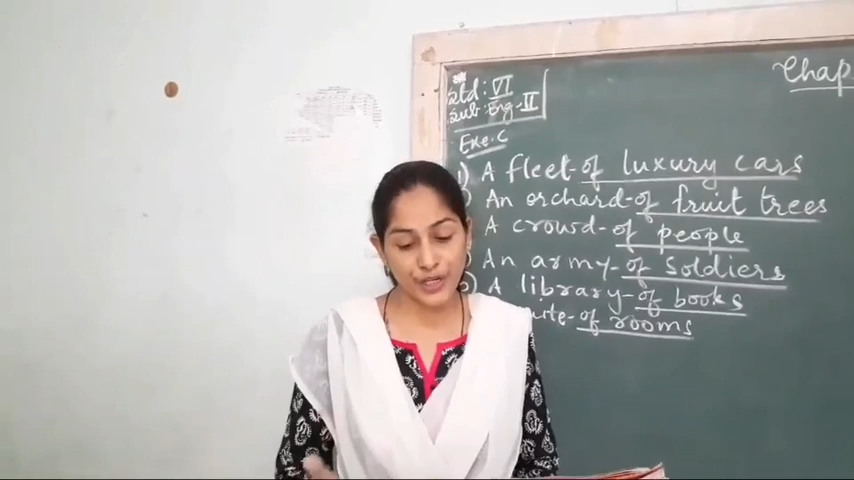 Std : VI
Sub : Eng - II
Chap
Exe. C
1) A fleet of luxury cars
An orchard of fruit trees
A crowd of people
An army of soldiers
A library of books
of rooms